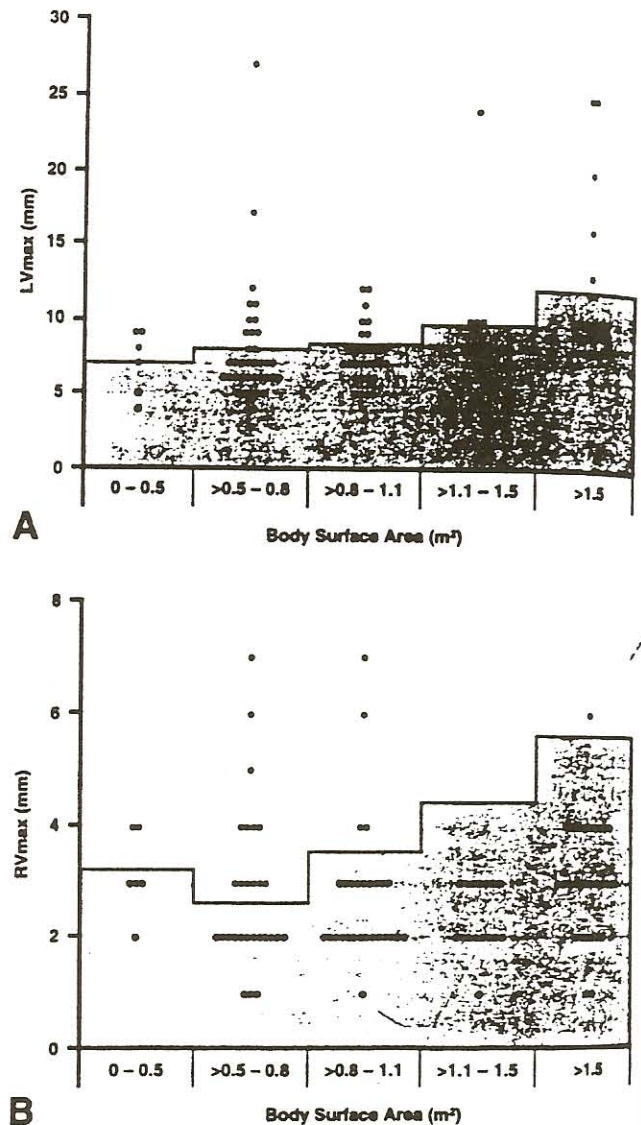 30
25
20
15
10
5
0
LVmax (mm)
0 – 0.5 >0.5 – 0.8 >0.8 – 1.1 >1.1 – 1.5 >1.5
A
Body Surface Area (m²)
8
6
4
2
0
RVmax (mm)
0 – 0.5 >0.5 – 0.8 >0.8 – 1.1 >1.1 – 1.5 >1.5
B
Body Surface Area (m²)